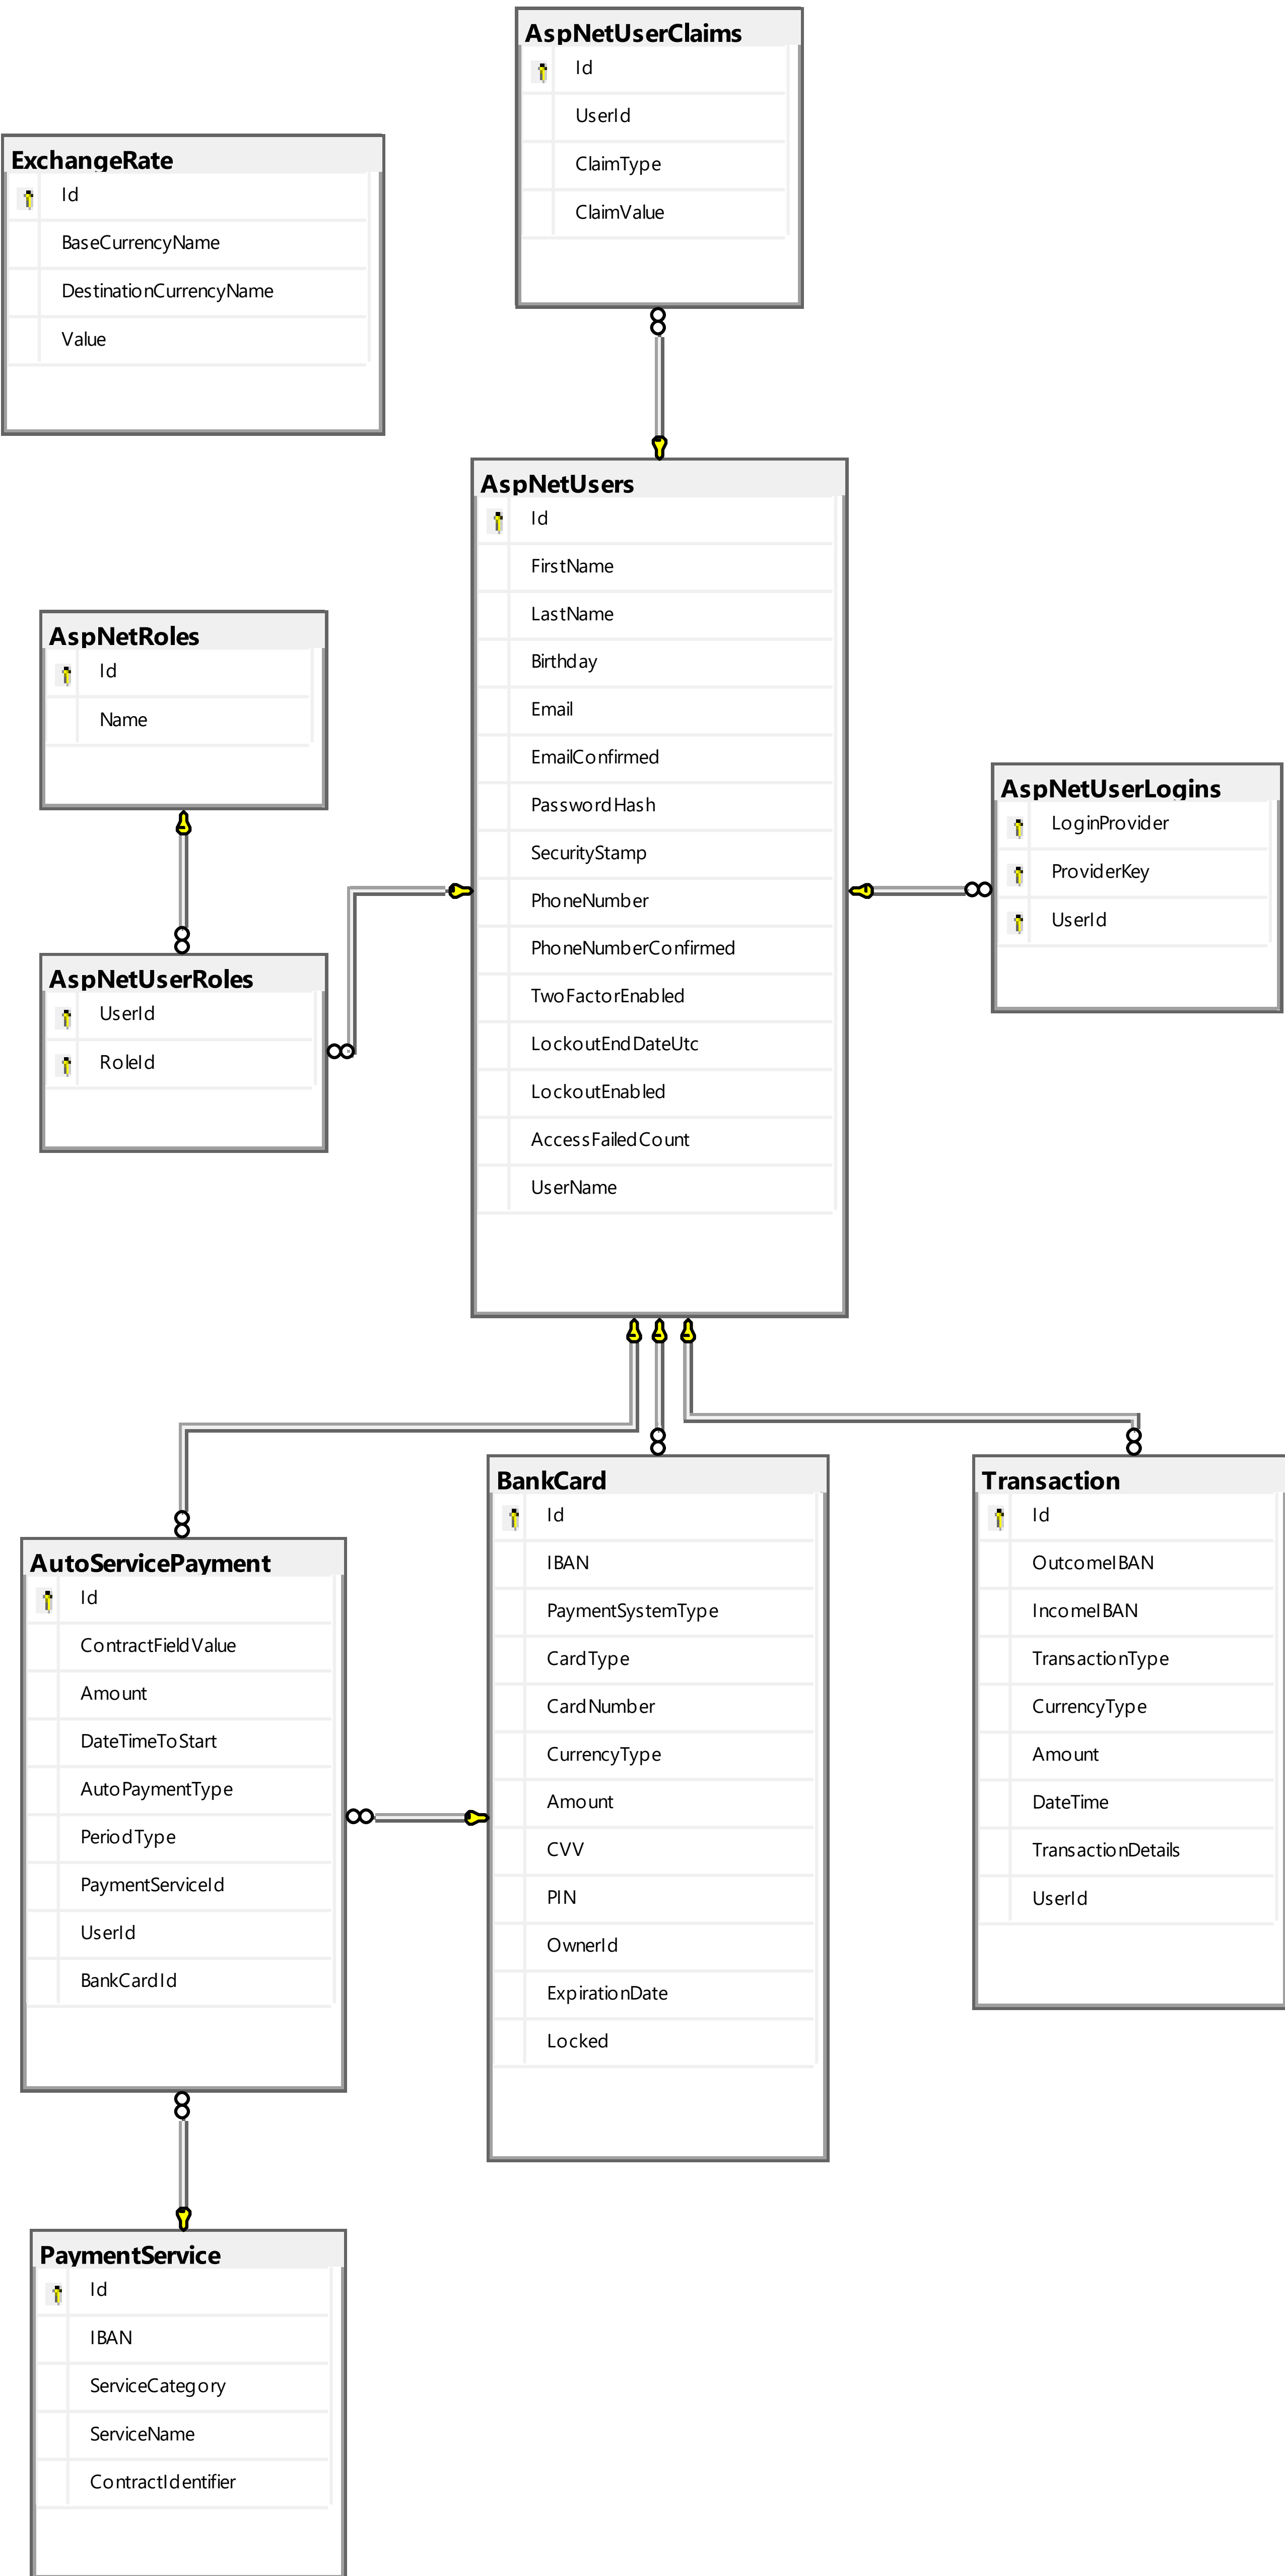 AspNetUserClaims
Id
UserId
ClaimType
ClaimValue
ExchangeRate
Id
BaseCurrencyName
DestinationCurrencyName
Value
AspNetUsers
Id
FirstName
LastName
Birthday
Email
EmailConfirmed
PasswordHash
SecurityStamp
PhoneNumber
PhoneNumberConfirmed
TwoFactorEnabled
LockoutEndDateUtc
LockoutEnabled
AccessFailedCount
UserName
AspNetRoles
Id
Name
AspNetUserLogins
LoginProvider
ProviderKey
UserId
AspNetUserRoles
UserId
RoleId
AutoServicePayment
Id
ContractFieldValue
Amount
DateTimeToStart
AutoPaymentType
PeriodType
PaymentServiceId
UserId
BankCardId
BankCard
Id
IBAN
PaymentSystemType
CardType
CardNumber
CurrencyType
Amount
CVV
PIN
OwnerId
ExpirationDate
Locked
Transaction
Id
OutcomeIBAN
IncomeIBAN
TransactionType
CurrencyType
Amount
DateTime
TransactionDetails
UserId
PaymentService
Id
IBAN
ServiceCategory
ServiceName
ContractIdentifier